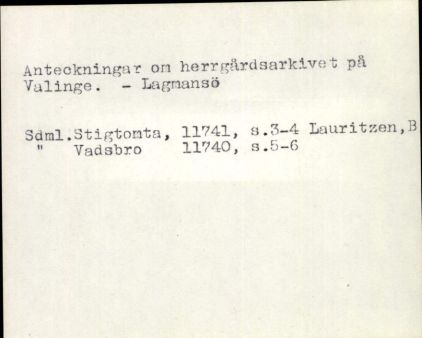 Anteckningar om herrgårdsarkivet på
Valinge. - Lagmansö
Sdml.Stigtomta, 11741, s.3-4 Lauritzen,B
" Vadsbro 11740, s.5-6